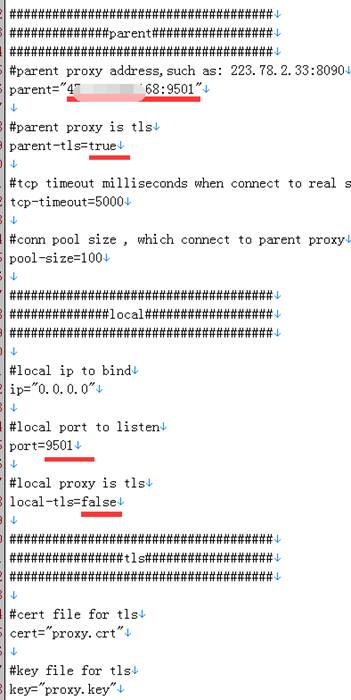 ##########################################
################parent################
##########################################
#parent proxy address,such as: 223.78.2.33:8090
parent="4 68:9501"
#parent proxy is tls
parent-tls=true
#tcp timeout milliseconds when connect to real s
tcp-timeout=5000
#conn pool size , which connect to parent proxy
pool-size=100
##########################################
################local###################
##########################################
#local ip to bind
ip="0.0.0.0"
#local port to listen
port=9501
#local proxy is tls
local-tls=false
##########################################
##################tls###################
##########################################
#cert file for tls
cert="proxy.crt"
#key file for tls
key="proxy.key"